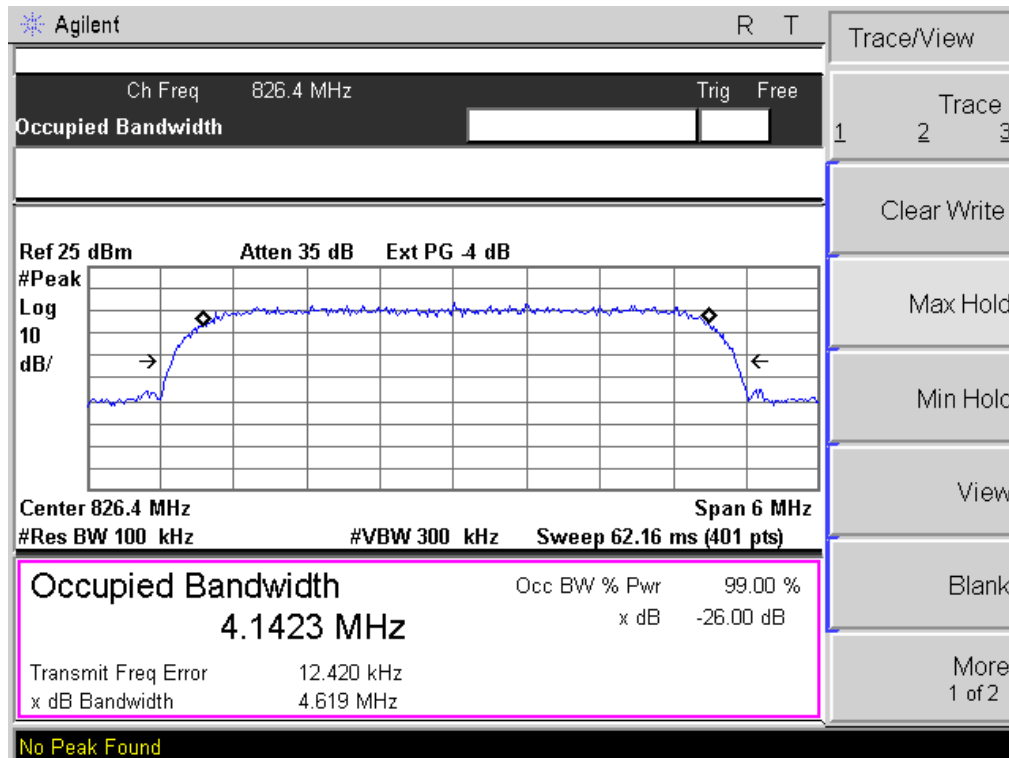 Agilent R T
Ch Freq 826.4 MHz Trig Free
Occupied Bandwidth
Ref 25 dBm Atten 35 dB Ext PG -4 dB
#Peak
Log
10
dB/
Center 826.4 MHz Span 6 MHz
#Res BW 100 kHz #VBW 300 kHz Sweep 62.16 ms (401 pts)
Occupied Bandwidth
4.1423 MHz
Occ BW % Pwr 99.00 %
x dB -26.00 dB
Transmit Freq Error 12.420 kHz
x dB Bandwidth 4.619 MHz
No Peak Found
Trace/View
Trace
1 2 3
Clear Write
Max Hold
Min Hold
View
Blank
More
1 of 2